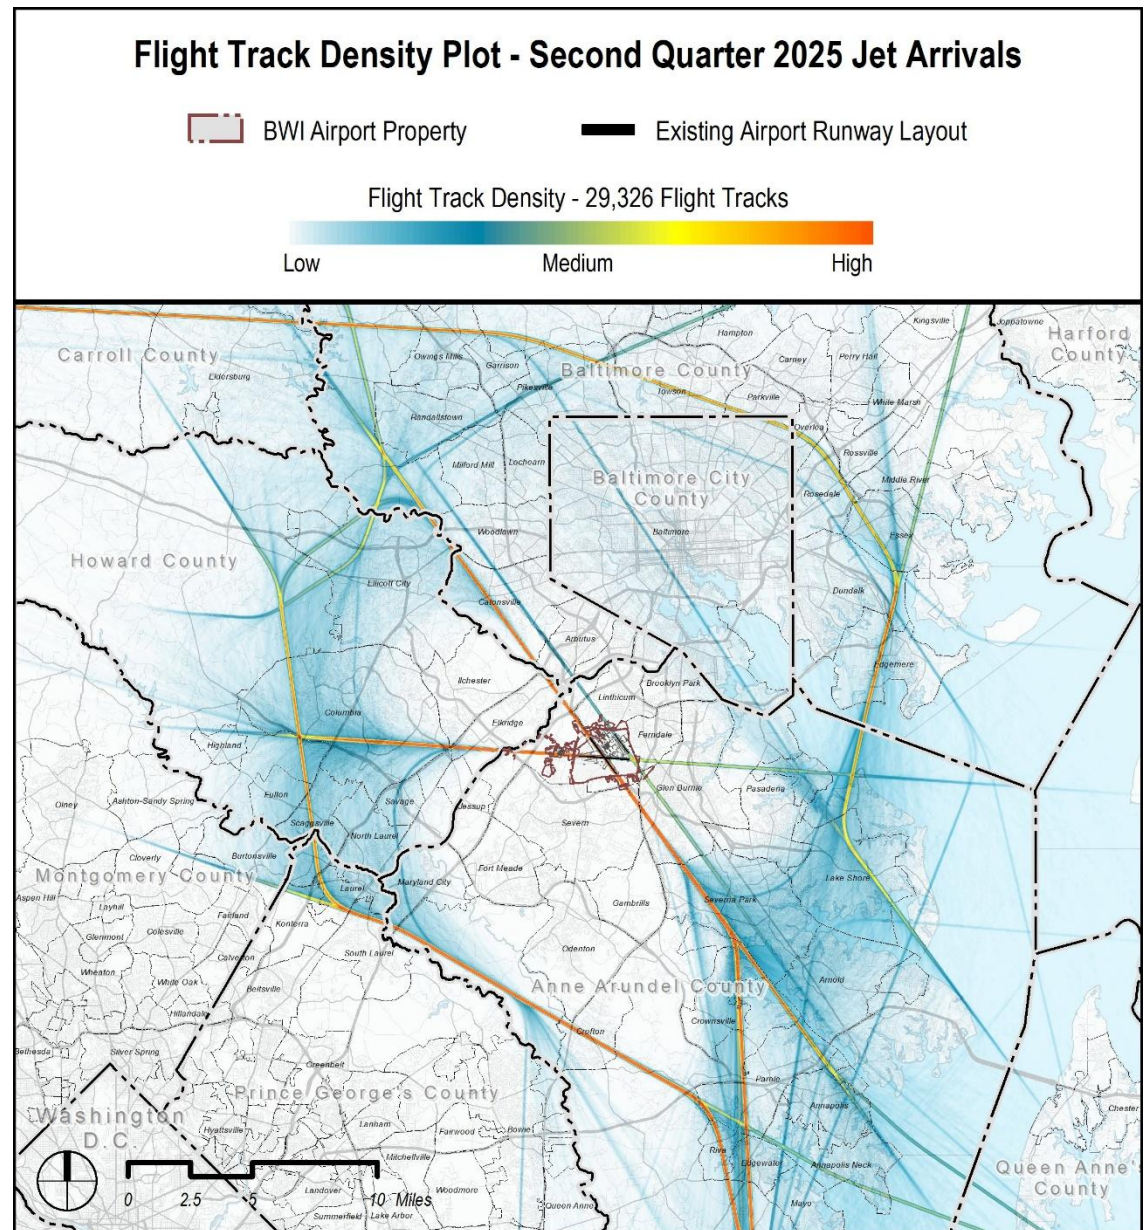 Flight Track Density Plot - Second Quarter 2025 Jet Arrivals
BWI Airport Property
Existing Airport Runway Layout
Flight Track Density - 29,326 Flight Tracks
Low
Medium
High
Hampton
Kingsville
Joppatowne
Harford
County
Carroll County
Owings Mills
Garrison
Carney
Perry Hall
Eldersburg
Baltimore County
Pikesville
Towson
Parkville
White Marsh
Randallstown
Overlea
Rossville
Milford Mill
Lochearn
Baltimore City
County
Middle River
Rosedale
Woodlawn
Baltimore
Essex
Howard County
Ellicott City
Catonsville
Dundalk
Arbutus
Edgemere
Ilchester
Brooklyn Park
Linthicum
Columbia
Elkridge
Ferndale
Highland
Glen Burnie
Pasadena
Fulton
Savage
Jessup
Olney
Ashton-Sandy Spring
Scaggsville
North Laurel
Severn
Cloverly
Burtonsville
Montgomery County
Laurel
Maryland City
Fort Meade
Lake Shore
Aspen Hill
Layhill
Fairland
Konterra
Gambrills
Severna Park
Glenmont
Colesville
Calverton
South Laurel
Odenton
Wheaton
White Oak
Beltsville
Anne Arundel County
Arnold
Hillandale
Crownsville
Crofton
Bethesda
Silver Spring
Greenbelt
Parole
Prince George's County
Annapolis
Chester
Washington
D.C.
Hyattsville
Lanham
Fairwood
Bowie
Mitchellville
Riva
Edgewater
Annapolis Neck
Queen Anne'
County
0
2.5
5
10 Miles
Landover
Woodmore
Queen Anne
Mayo
Summerfield
Lake Arbor